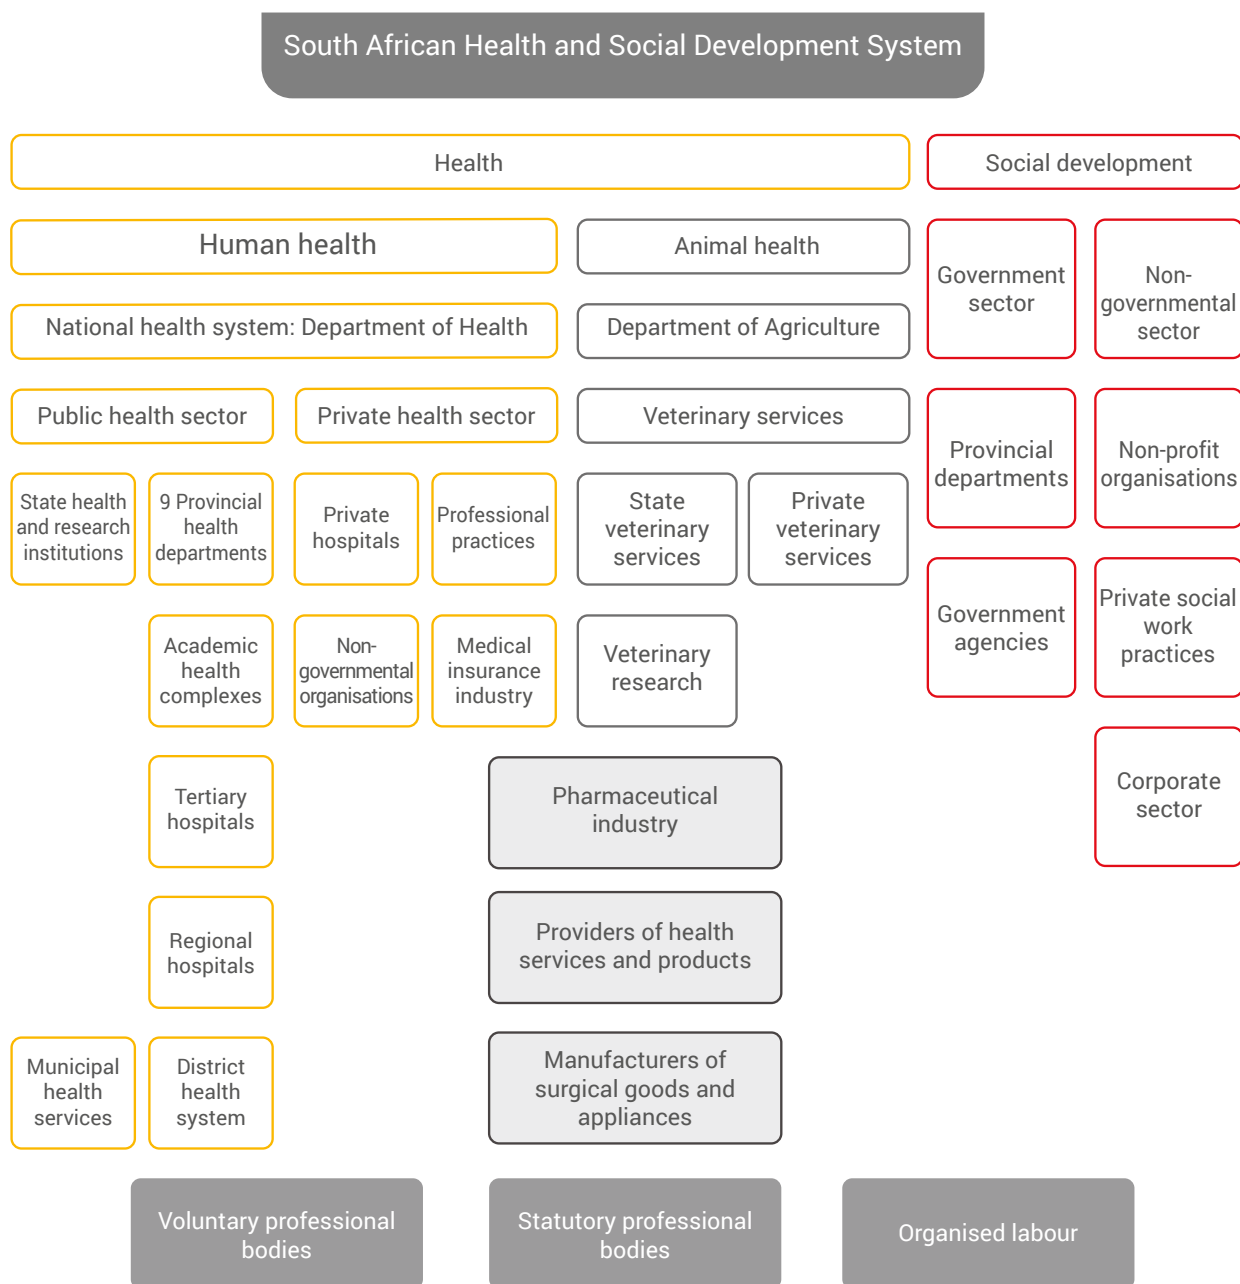 South African Health and Social Development System
Health
Social development
Human health
Animal health
Government
sector
Non-
governmental
sector
National health system: Department of Health
Department of Agriculture
Public health sector
Private health sector
Veterinary services
Provincial
departments
Non-profit
organisations
State health
and research
institutions
9 Provincial
health
departments
Private
hospitals
Professional
practices
State
veterinary
services
Private
veterinary
services
Government
agencies
Private social
work
practices
Academic
health
complexes
Non-
governmental
organisations
Medical
insurance
industry
Veterinary
research
Corporate
sector
Tertiary
hospitals
Pharmaceutical
industry
Regional
hospitals
Providers of health
services and products
Municipal
health
services
District
health
system
Manufacturers of
surgical goods and
appliances
Voluntary professional
bodies
Statutory professional
bodies
Organised labour